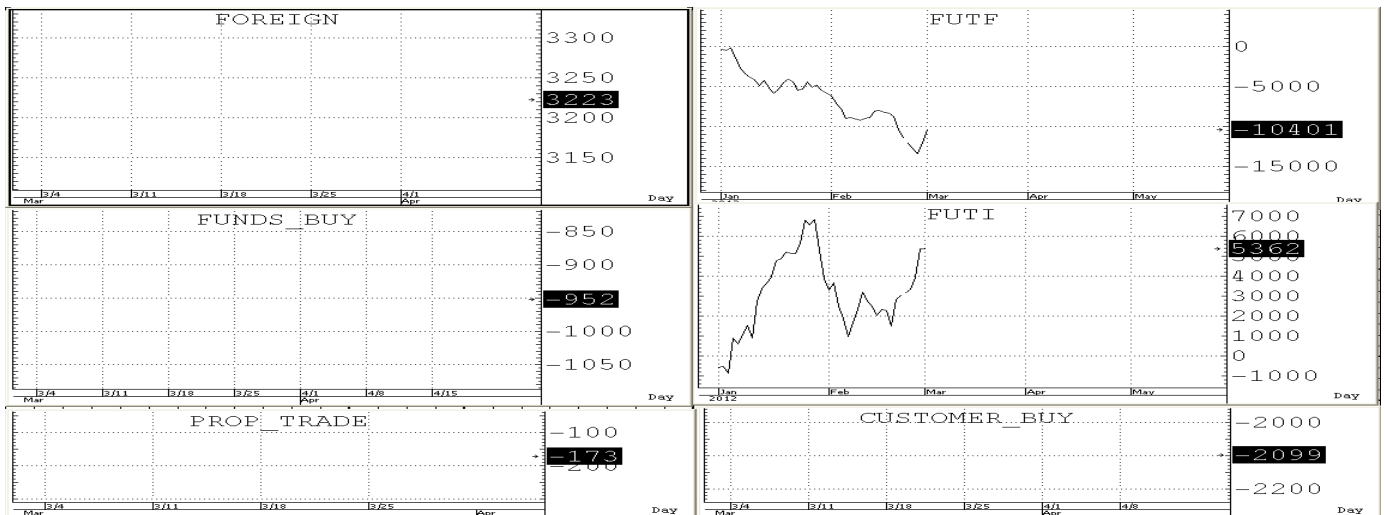 FOREIGN
3300
3250
3223
3200
3150
3/4 3/11 3/18 3/25 4/1
Mar Apr Day
FUTF
0
-5000
-10401
-15000
Jan Feb Mar Apr May
Day
FUNDS_BUY
-850
-900
-952
-1000
-1050
3/4 3/11 3/18 3/25 4/1 4/8 4/15
Mar Apr Day
FUTI
7000
6000
5362
5000
4000
3000
2000
1000
0
-1000
Jan Feb Mar Apr May
2012 Day
PROP_TRADE
-100
-173
-200
3/4 3/11 3/18 3/25
Mar Apr Day
CUSTOMER_BUY
-2000
-2099
-2200
3/4 3/11 3/18 3/25 4/1 4/8
Mar Apr Day